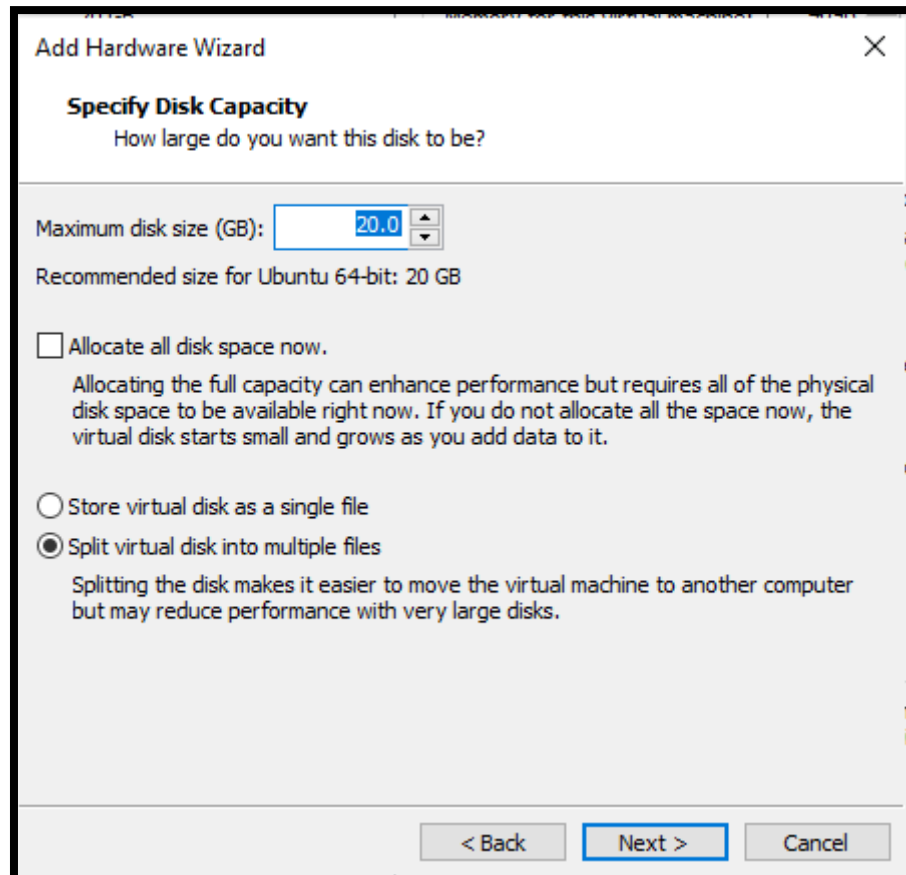 Add Hardware Wizard
Specify Disk Capacity
How large do you want this disk to be?
Maximum disk size (GB): 20.0
Recommended size for Ubuntu 64-bit: 20 GB
Allocate all disk space now.
Allocating the full capacity can enhance performance but requires all of the physical
disk space to be available right now. If you do not allocate all the space now, the
virtual disk starts small and grows as you add data to it.
Store virtual disk as a single file
Split virtual disk into multiple files
Splitting the disk makes it easier to move the virtual machine to another computer
but may reduce performance with very large disks.
< Back Next > Cancel